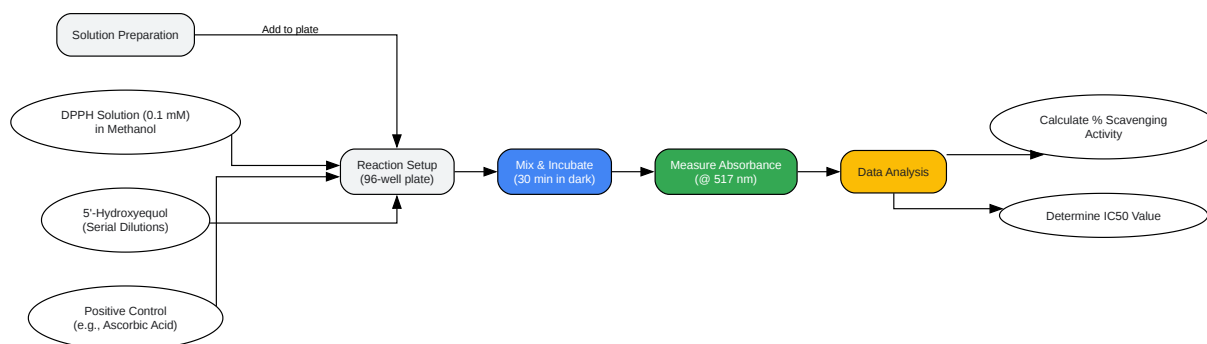 Solution Preparation
Add to plate
DPPH Solution (0.1 mM)
in Methanol
5'-Hydroxyequol
(Serial Dilutions)
Positive Control
(e.g., Ascorbic Acid)
Reaction Setup
(96-well plate)
Mix & Incubate
(30 min in dark)
Measure Absorbance
(@ 517 nm)
Data Analysis
Calculate % Scavenging
Activity
Determine IC50 Value